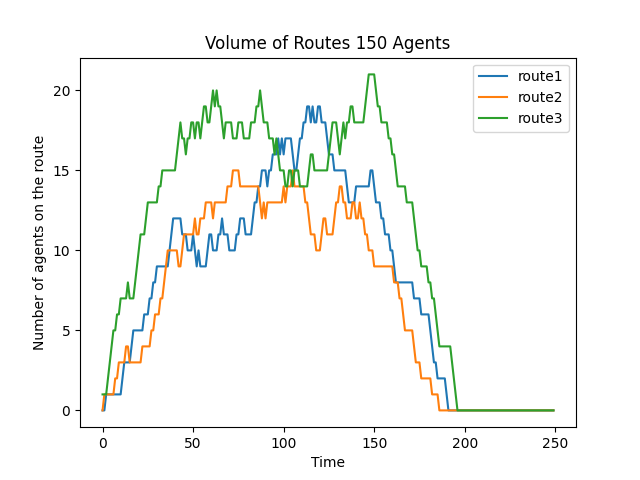 Volume of Routes 150 Agents
route1
route2
route3
Number of agents on the route
20
15
10
5
0
0 50 100 150 200 250
Time